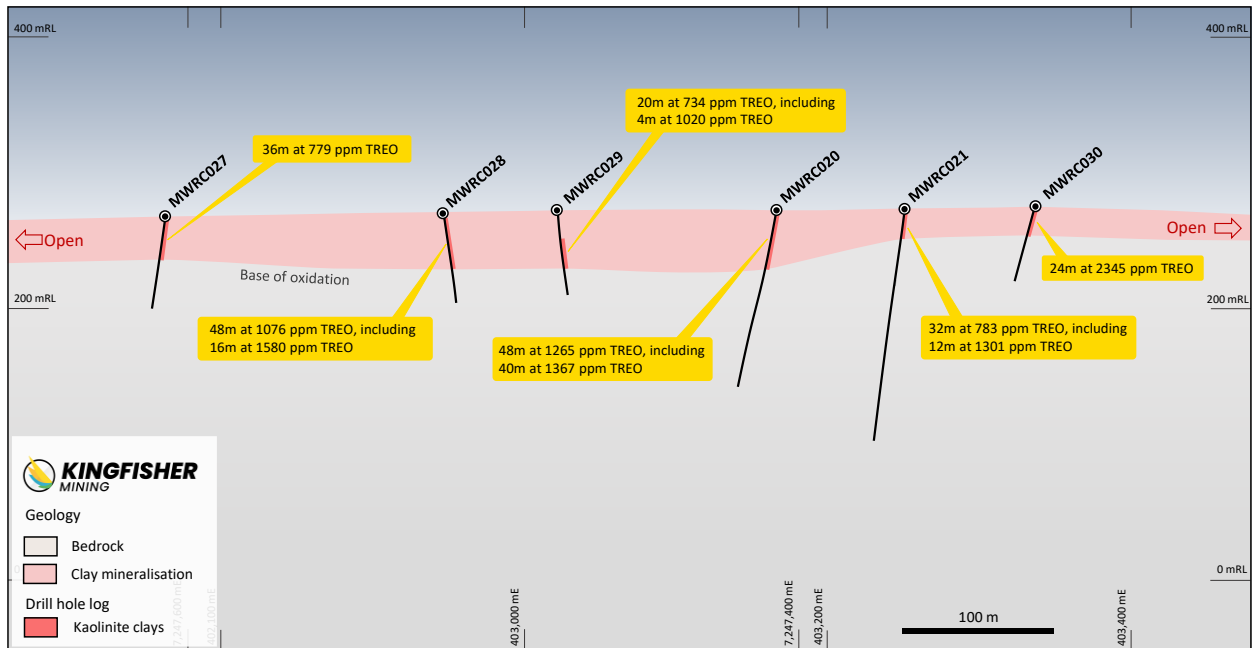 400 mRL
400 mRL
20m at 734 ppm TREO, including
4m at 1020 ppm TREO
36m at 779 ppm TREO
MWRC027
MWRC028
MWRC029
MWRC020
MWRC021
MWRC030
Open
Open
Base of oxidation
24m at 2345 ppm TREO
200 mRL
200 mRL
48m at 1076 ppm TREO, including
16m at 1580 ppm TREO
48m at 1265 ppm TREO, including
40m at 1367 ppm TREO
32m at 783 ppm TREO, including
12m at 1301 ppm TREO
KINGFISHER
MINING
Geology
Bedrock
Clay mineralisation
Drill hole log
Kaolinite clays
0 mRL
7,247,600 mE
403,000 mE
7,247,400 mE
403,200 mE
403,400 mE
100 m